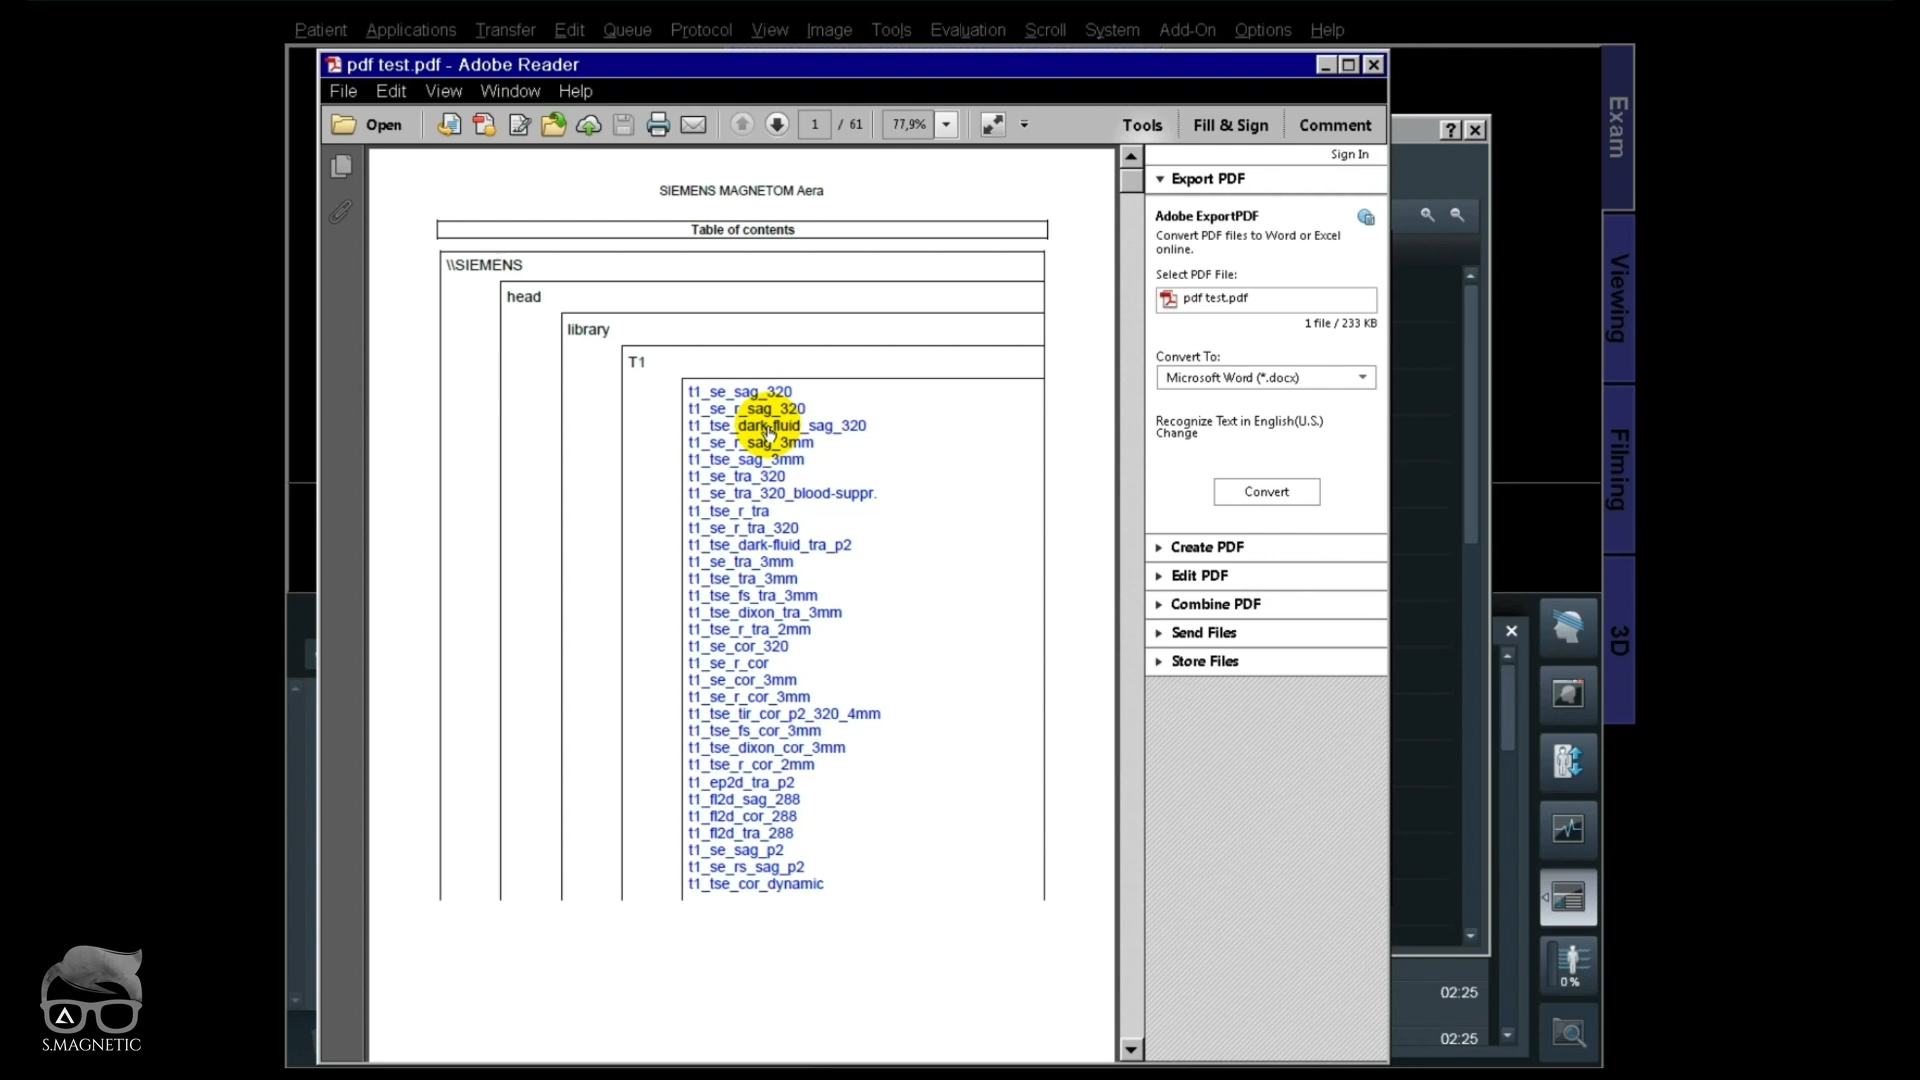 Patient Applications Transfer Edit Queue Protocol View Image Tools Evaluation Scroll System Add-On Options Help
pdf test.pdf - Adobe Reader
File Edit View Window Help
Open 1 / 61 77,9% Tools Fill & Sign Comment
Sign In
SIEMENS MAGNETOM Aera
Table of contents
\\SIEMENS
head
library
T1
t1_se_sag_320
t1_se_r_sag_320
t1_tse_dark-fluid_sag_320
t1_se_r_sag_3mm
t1_tse_sag_3mm
t1_se_tra_320
t1_se_tra_320_blood-suppr.
t1_tse_r_tra
t1_se_r_tra_320
t1_tse_dark-fluid_tra_p2
t1_se_tra_3mm
t1_tse_tra_3mm
t1_tse_fs_tra_3mm
t1_tse_dixon_tra_3mm
t1_tse_r_tra_2mm
t1_se_cor_320
t1_se_r_cor
t1_se_cor_3mm
t1_se_r_cor_3mm
t1_tse_tir_cor_p2_320_4mm
t1_tse_fs_cor_3mm
t1_tse_dixon_cor_3mm
t1_tse_r_cor_2mm
t1_ep2d_tra_p2
t1_fl2d_sag_288
t1_fl2d_cor_288
t1_fl2d_tra_288
t1_se_sag_p2
t1_se_rs_sag_p2
t1_tse_cor_dynamic
Export PDF
Adobe ExportPDF
Convert PDF files to Word or Excel
online.
Select PDF File:
pdf test.pdf
1 file / 233 KB
Convert To:
Microsoft Word (*.docx)
Recognize Text in English(U.S.)
Change
Convert
Create PDF
Edit PDF
Combine PDF
Send Files
Store Files
Exam
Viewing
Filming
3D
0 %
02:25
02:25
S.MAGNETIC